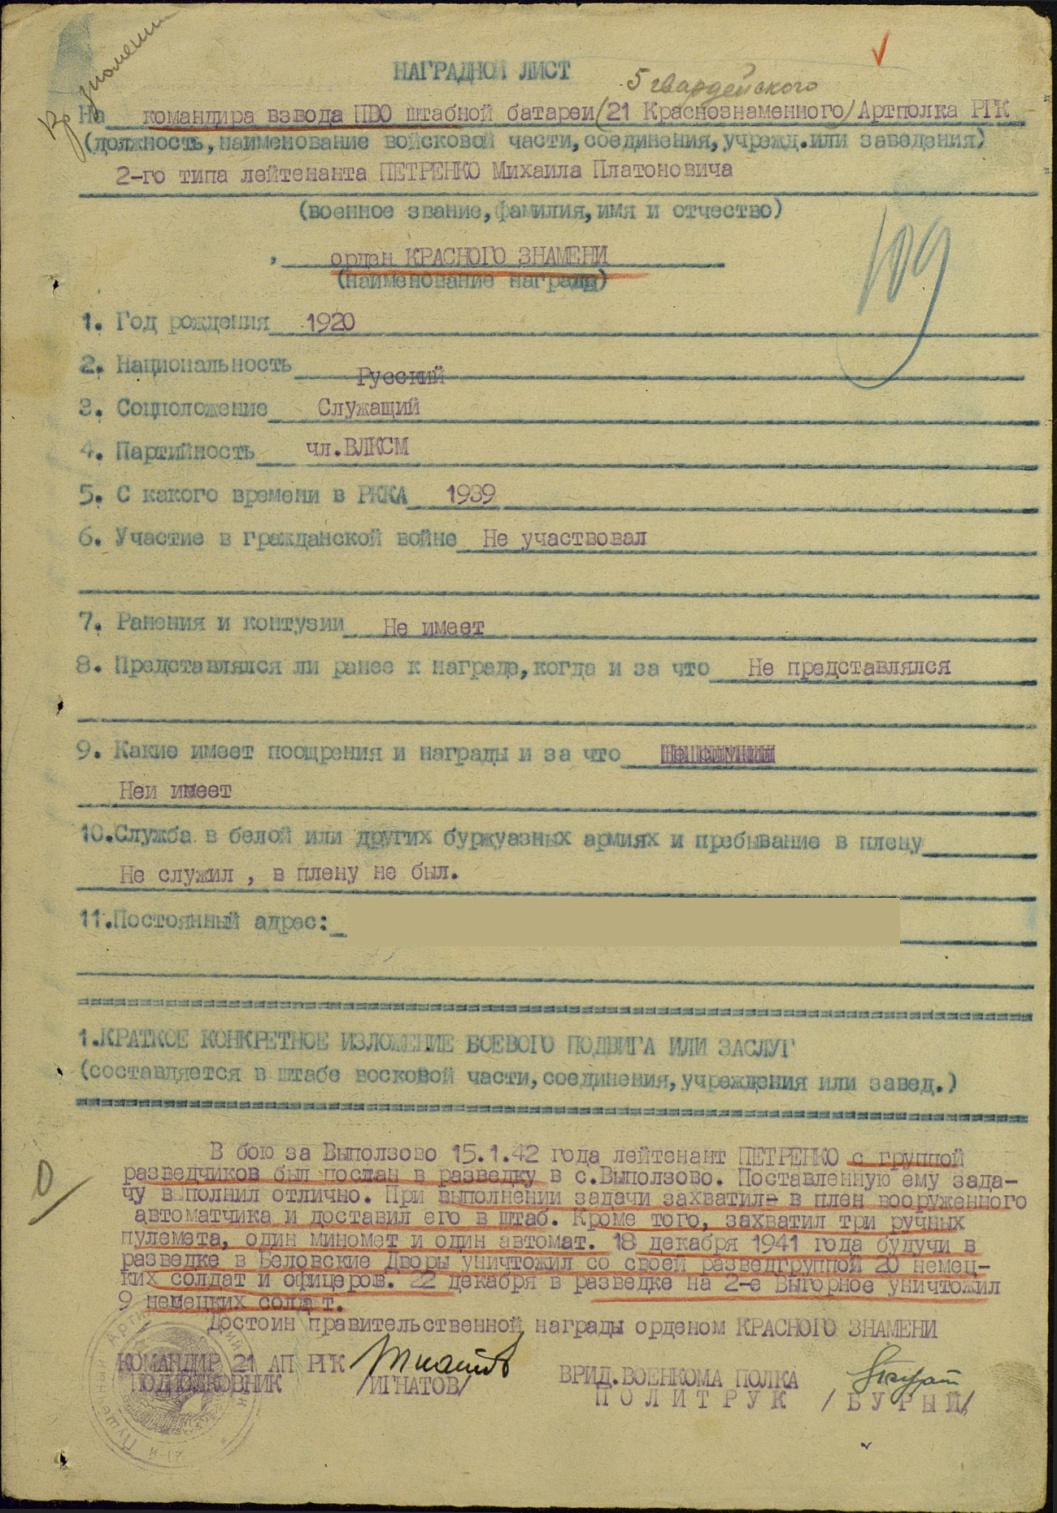 Кр знамени
НАГРАДНОЙ ЛИСТ
5 гвардейского
На командира взвода ПВО штабной батареи (21 Краснознаменного) Артполка РГК
(должность, наименование войсковой части, соединения, учрежд. или заведения)
2-го типа лейтенанта ПЕТРЕНКО Михаила Платоновича
(военное звание, фамилия, имя и отчество)
109
, орден КРАСНОГО ЗНАМЕНИ
(наименование награды)
1. Год рождения 1920
2. Национальность Русский
3. Соцположение Служащий
4. Партийность чл.ВЛКСМ
5. С какого времени в РККА 1939
6. Участие в гражданской войне Не участвовал
7. Ранения и контузии Не имеет
8. Представлялся ли ранее к награде, когда и за что Не представлялся
9. Какие имеет поощрения и награды и за что
Неи имеет
10. Служба в белой или других буржуазных армиях и пребывание в плену
Не служил , в плену не был.
11. Постоянный адрес:
1. КРАТКОЕ КОНКРЕТНОЕ ИЗЛОЖЕНИЕ БОЕВОГО ПОДВИГА ИЛИ ЗАСЛУГ
(составляется в штабе восковой части, соединения, учреждения или завед.)
В бою за Выползово 15.1.42 года лейтенант ПЕТРЕНКО с группой
разведчиков был послан в разведку в с.Выползово. Поставленную ему зада-
чу выполнил отлично. При выполнении задачи захватил в плен вооруженного
автоматчика и доставил его в штаб. Кроме того, захватил три ручных
пулемета, один миномет и один автомат. 18 декабря 1941 года будучи в
разведке в Беловские Дворы уничтожил со своей разведгруппой 20 немец-
ких солдат и офицеров. 22 декабря в разведке на 2-е Выгорное уничтожил
9 немецких солдат.
Достоин правительственной награды орденом КРАСНОГО ЗНАМЕНИ
КОМАНДИР 21 АП РГК
ПОДПОЛКОВНИК /ИГНАТОВ/
ВРИД.ВОЕНКОМА ПОЛКА
ПОЛИТРУК /БУРЫЙ/